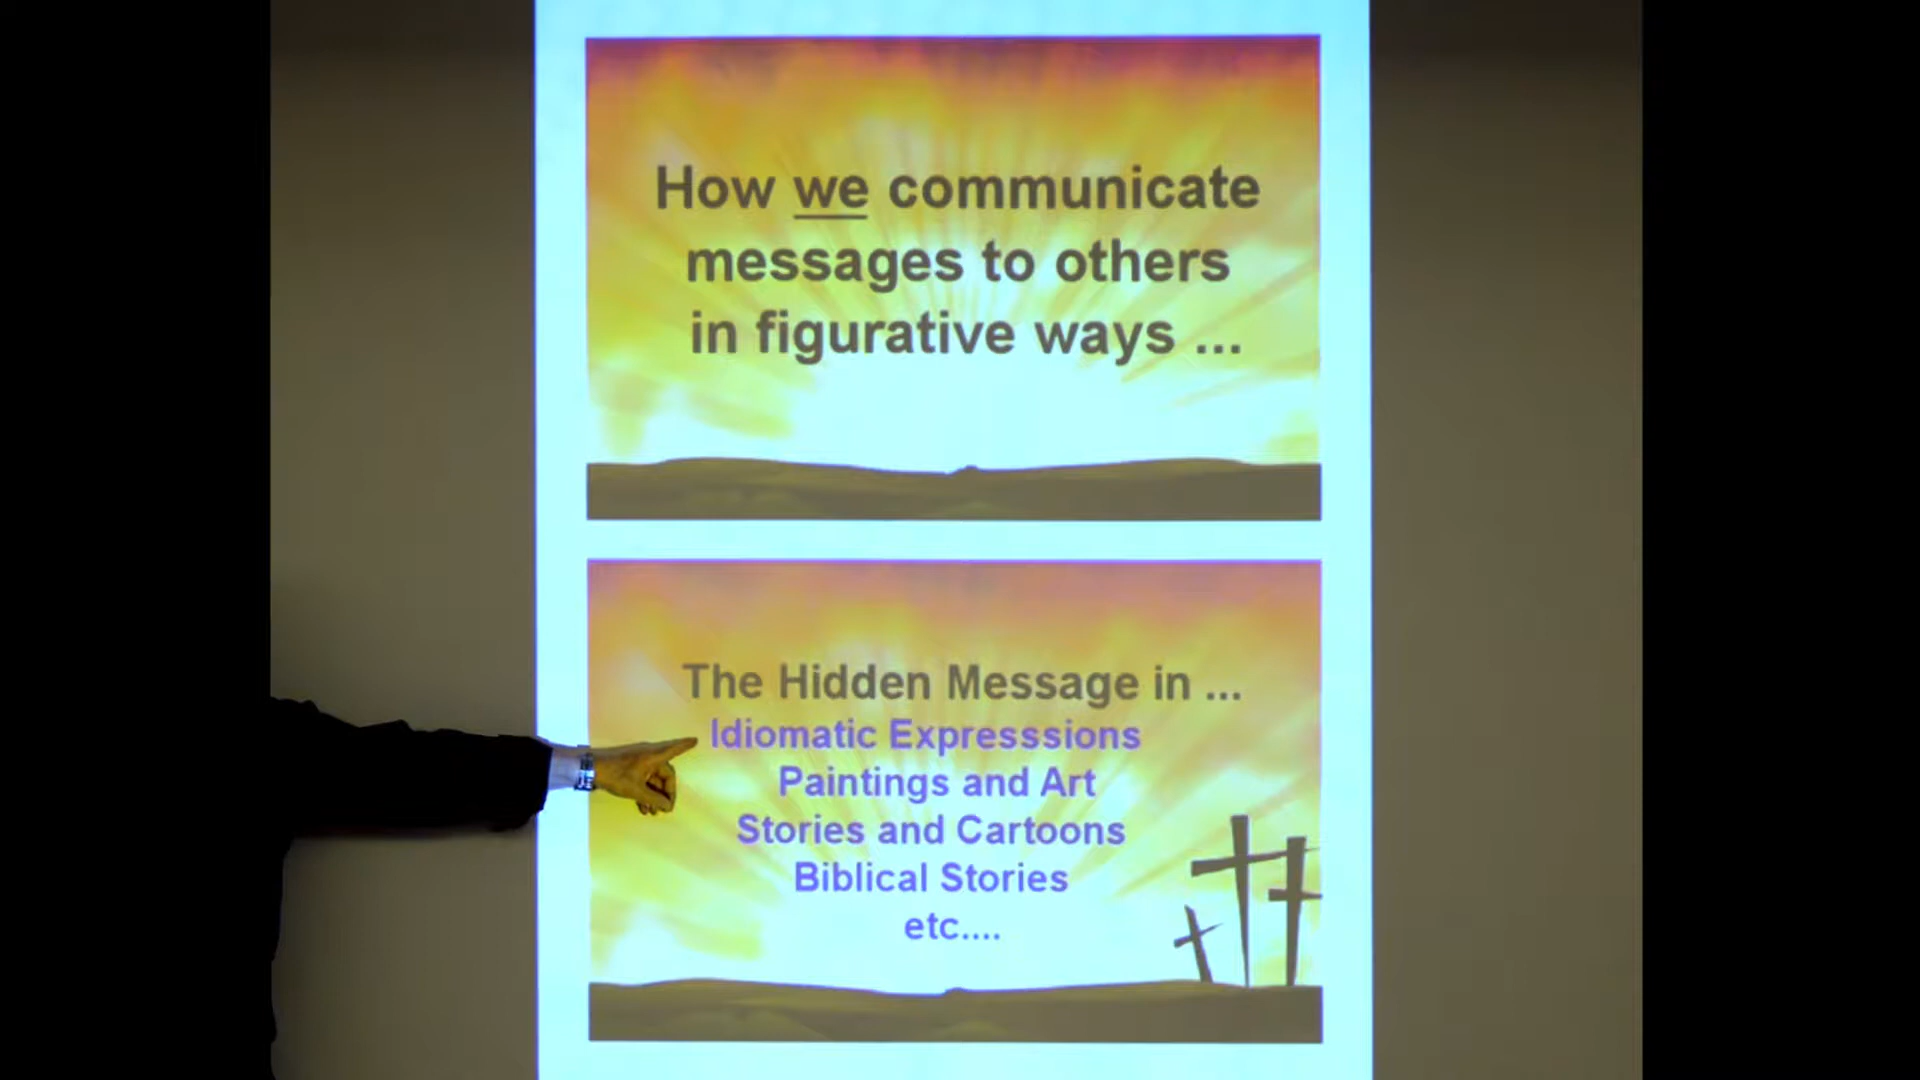 How we communicate
messages to others
in figurative ways ...
The Hidden Message in ...
Idiomatic Expresssions
Paintings and Art
Stories and Cartoons
Biblical Stories
etc....